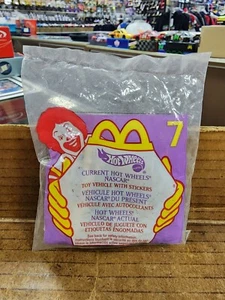 7
Hot Wheels
CURRENT HOT WHEELS®
NASCAR®
TOY VEHICLE WITH STICKERS
VÉHICULE HOT WHEELS®
NASCAR® DU PRÉSENT
VÉHICULE AVEC AUTOCOLLANTS
HOT WHEELS®
NASCAR® ACTUAL
VEHÍCULO DE JUGUETE CON
ETIQUETAS ENGOMADAS